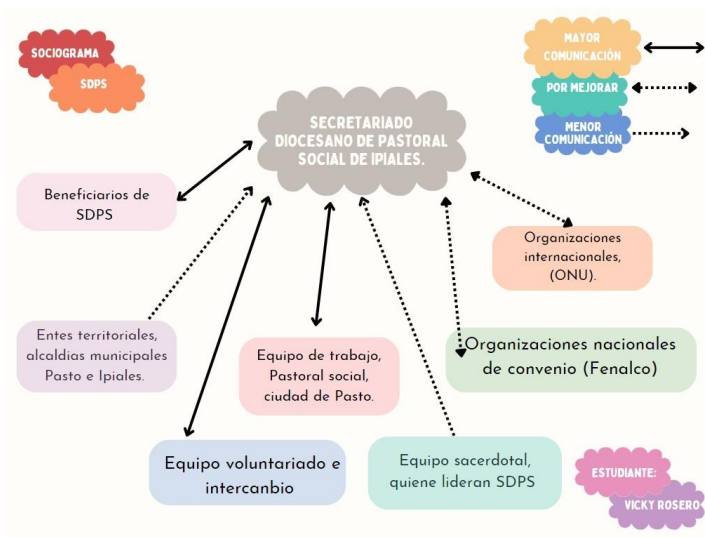 SOCIOGRAMA
SDPS
MAYOR
COMUNICACIÓN
POR MEJORAR
MENOR
COMUNICACIÓN
SECRETARIADO
DIOCESANO DE PASTORAL
SOCIAL DE IPIALES.
Beneficiarios de
SDPS
Organizaciones
internacionales,
(ONU).
Entes territoriales,
alcaldias municipales
Pasto e Ipiales.
Equipo de trabajo,
Pastoral social,
ciudad de Pasto.
Organizaciones nacionales
de convenio (Fenalco)
Equipo voluntariado e
intercanbio
Equipo sacerdotal,
quiene lideran SDPS
ESTUDIANTE:
VICKY ROSERO